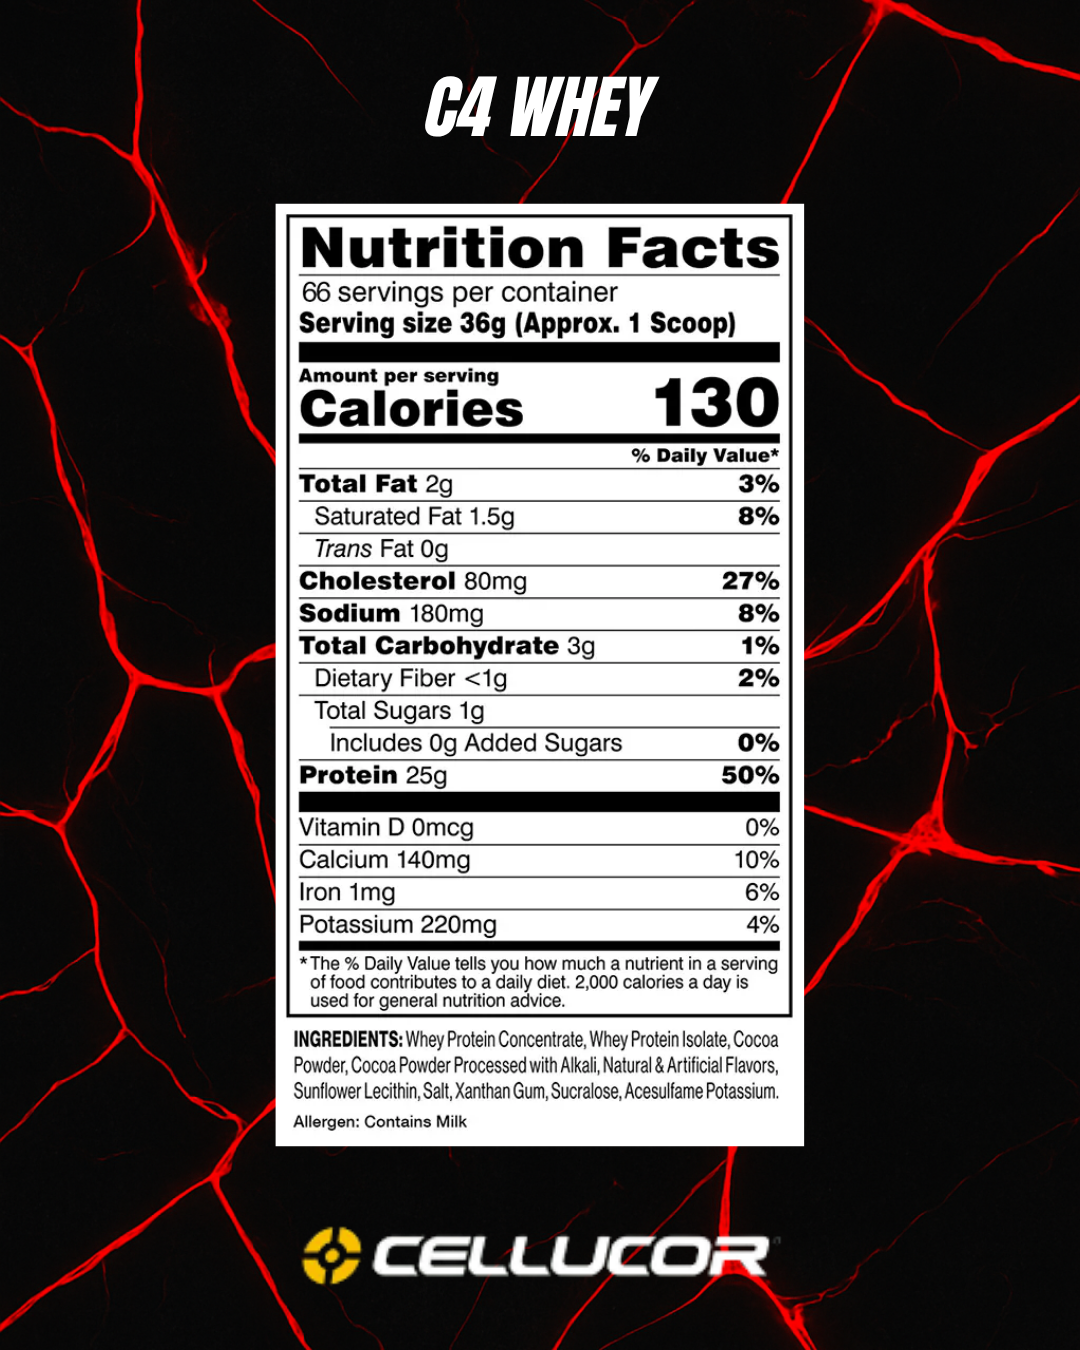 C4 WHEY
Nutrition Facts
66 servings per container
Serving size 36g (Approx. 1 Scoop)
Amount per serving
Calories 130
% Daily Value*
Total Fat 2g 3%
Saturated Fat 1.5g 8%
Trans Fat 0g
Cholesterol 80mg 27%
Sodium 180mg 8%
Total Carbohydrate 3g 1%
Dietary Fiber <1g 2%
Total Sugars 1g
Includes 0g Added Sugars 0%
Protein 25g 50%
Vitamin D 0mcg 0%
Calcium 140mg 10%
Iron 1mg 6%
Potassium 220mg 4%
*The % Daily Value tells you how much a nutrient in a serving
of food contributes to a daily diet. 2,000 calories a day is
used for general nutrition advice.
INGREDIENTS: Whey Protein Concentrate, Whey Protein Isolate, Cocoa
Powder, Cocoa Powder Processed with Alkali, Natural & Artificial Flavors,
Sunflower Lecithin, Salt, Xanthan Gum, Sucralose, Acesulfame Potassium.
Allergen: Contains Milk
CELLUCOR